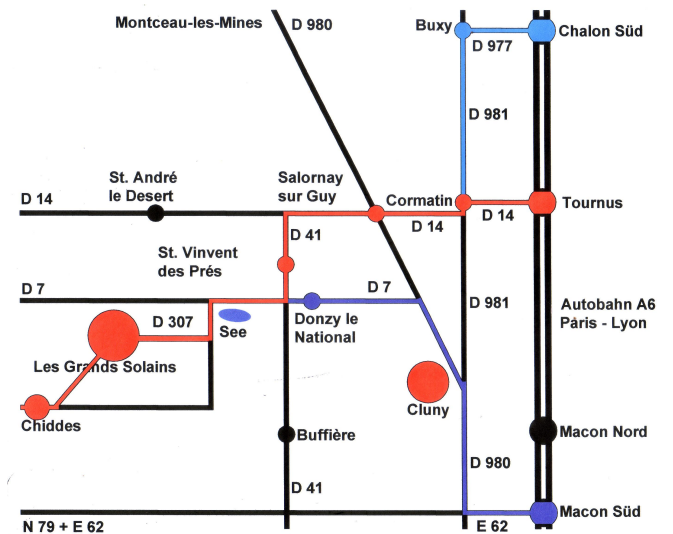 Montceau-les-Mines
D 980
Buxy
D 977
Chalon Süd
D 981
St. André
le Desert
Salornay
sur Guy
D 14
Cormatin
D 14
D 14
Tournus
D 41
St. Vinvent
des Prés
D 7
D 7
D 307
See
Donzy le
National
D 981
Autobahn A6
Pàris - Lyon
Les Grands Solains
Cluny
Chiddes
Buffière
Macon Nord
D 980
D 41
Macon Süd
N 79 + E 62
E 62